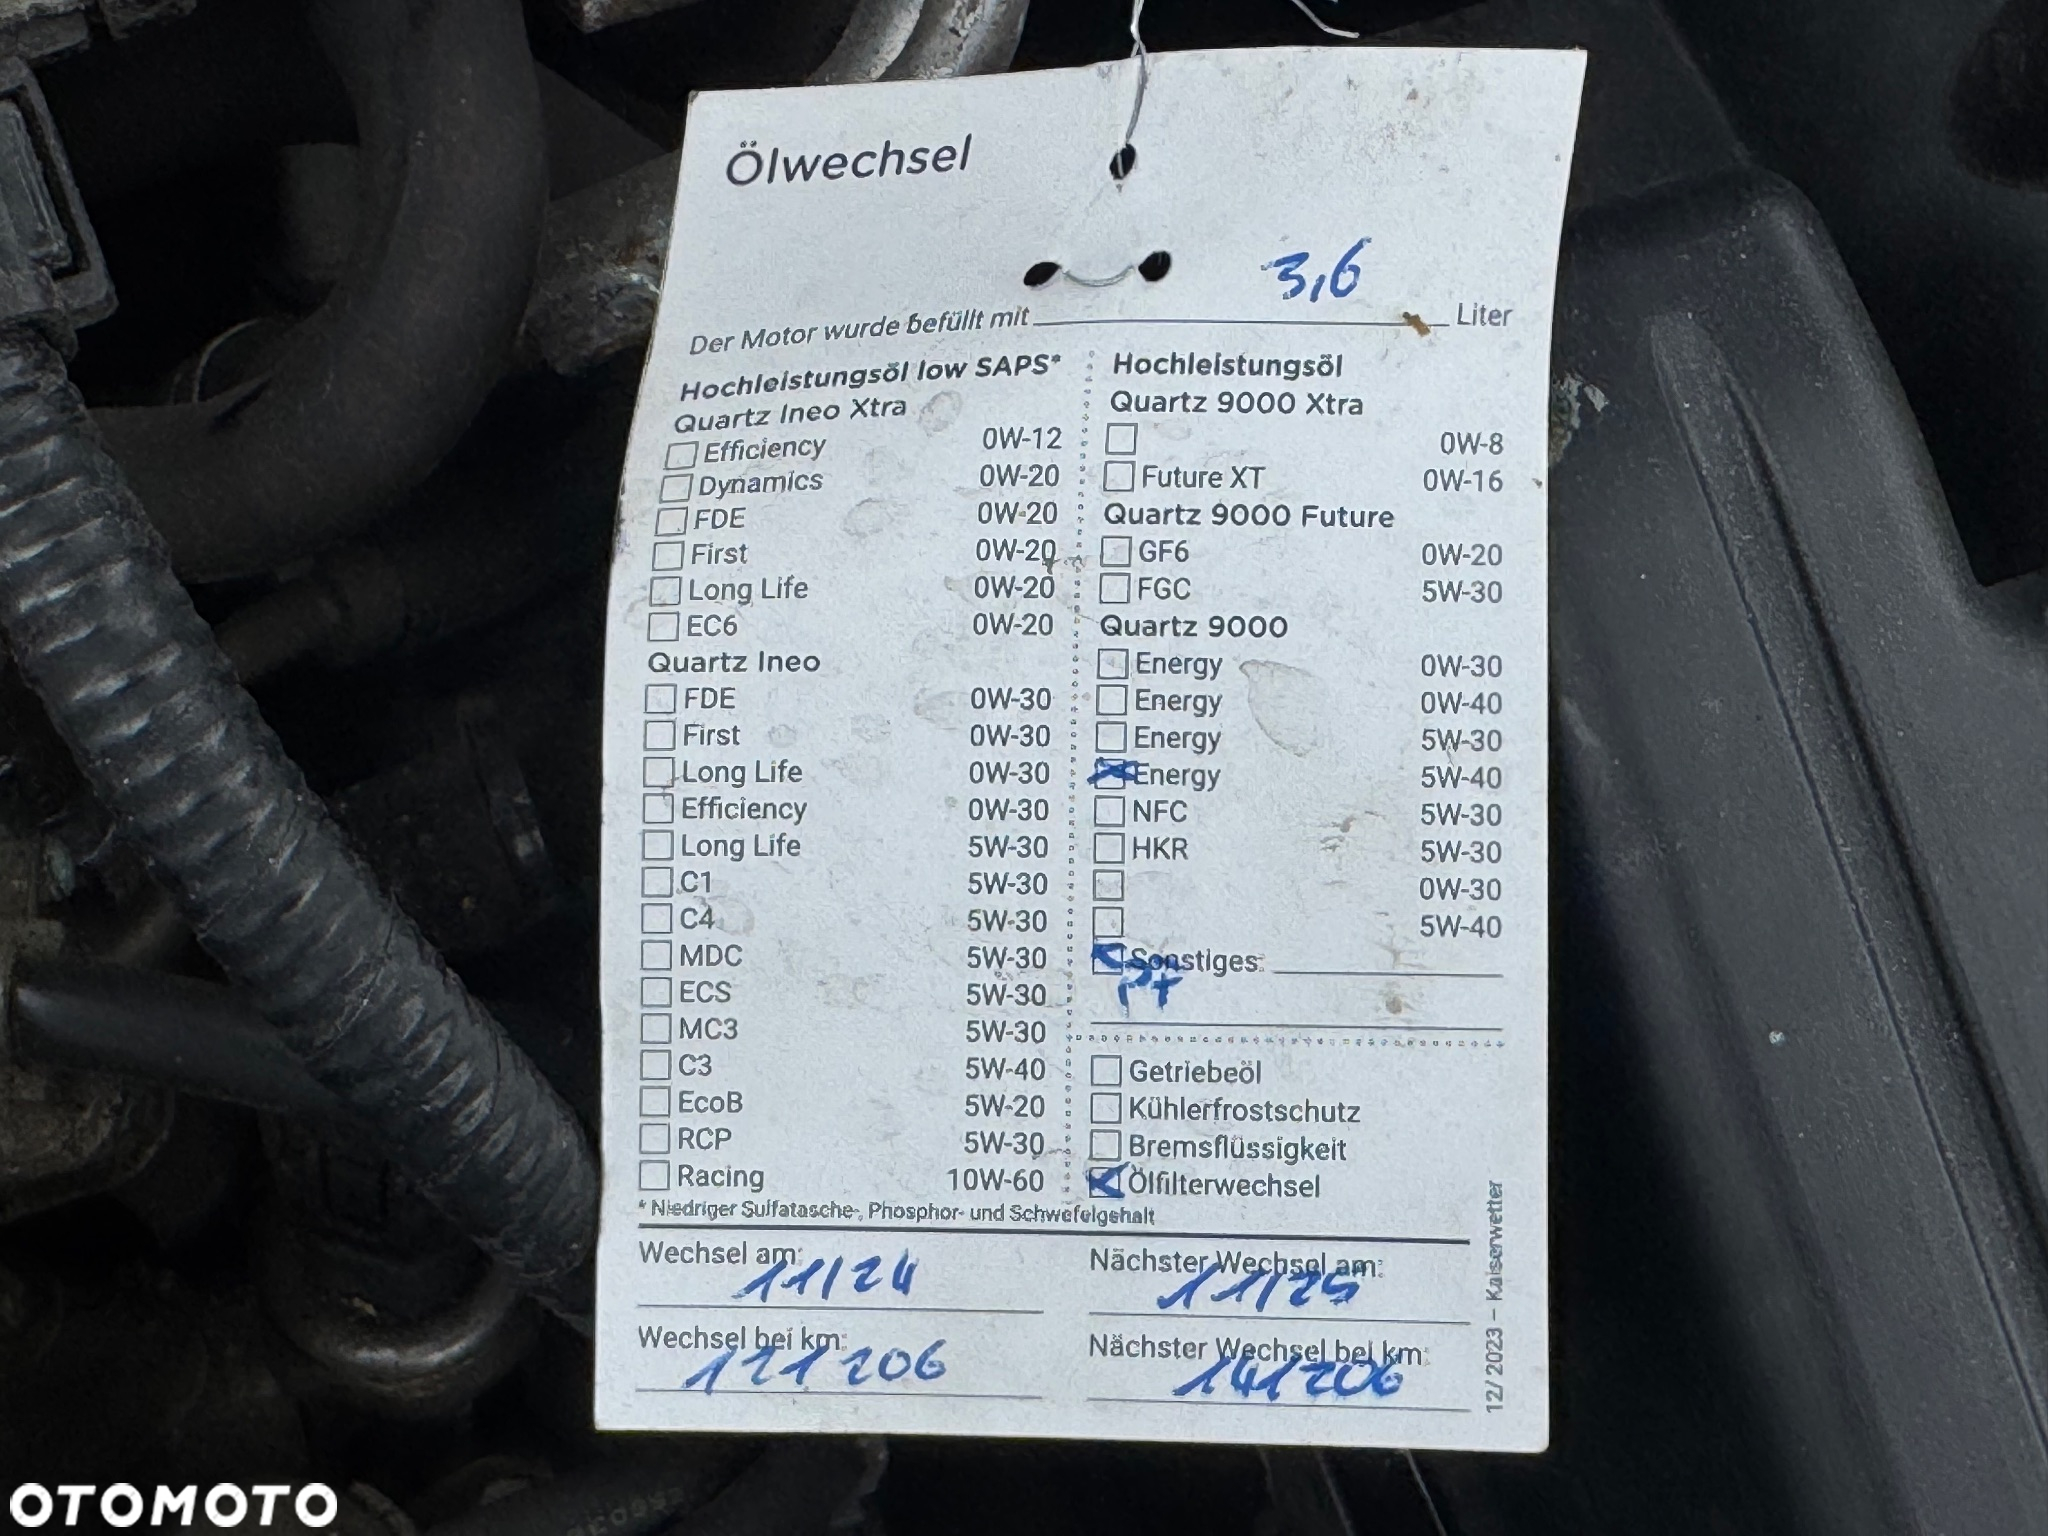 Ölwechsel
3,6
Der Motor wurde befüllt mit Liter
Hochleistungsöl low SAPS*
Quartz Ineo Xtra
Efficiency 0W-12
Dynamics 0W-20
FDE 0W-20
First 0W-20
Long Life 0W-20
EC6 0W-20
Quartz Ineo
FDE 0W-30
First 0W-30
Long Life 0W-30
Efficiency 0W-30
Long Life 5W-30
C1 5W-30
C4 5W-30
MDC 5W-30
ECS 5W-30
MC3 5W-30
C3 5W-40
EcoB 5W-20
RCP 5W-30
Racing 10W-60
* Niedriger Sulfatasche-, Phosphor- und Schwefelgehalt
Hochleistungsöl
Quartz 9000 Xtra
0W-8
Future XT 0W-16
Quartz 9000 Future
GF6 0W-20
FGC 5W-30
Quartz 9000
Energy 0W-30
Energy 0W-40
Energy 5W-30
Energy 5W-40
NFC 5W-30
HKR 5W-30
0W-30
5W-40
Sonstiges:
Getriebeöl
Kühlerfrostschutz
Bremsflüssigkeit
Ölfilterwechsel
Wechsel am: 11/24
Nächster Wechsel am: 11/25
Wechsel bei km: 121206
Nächster Wechsel bei km: 141206
12/2023 – Kaiserwetter
OTOMOTO